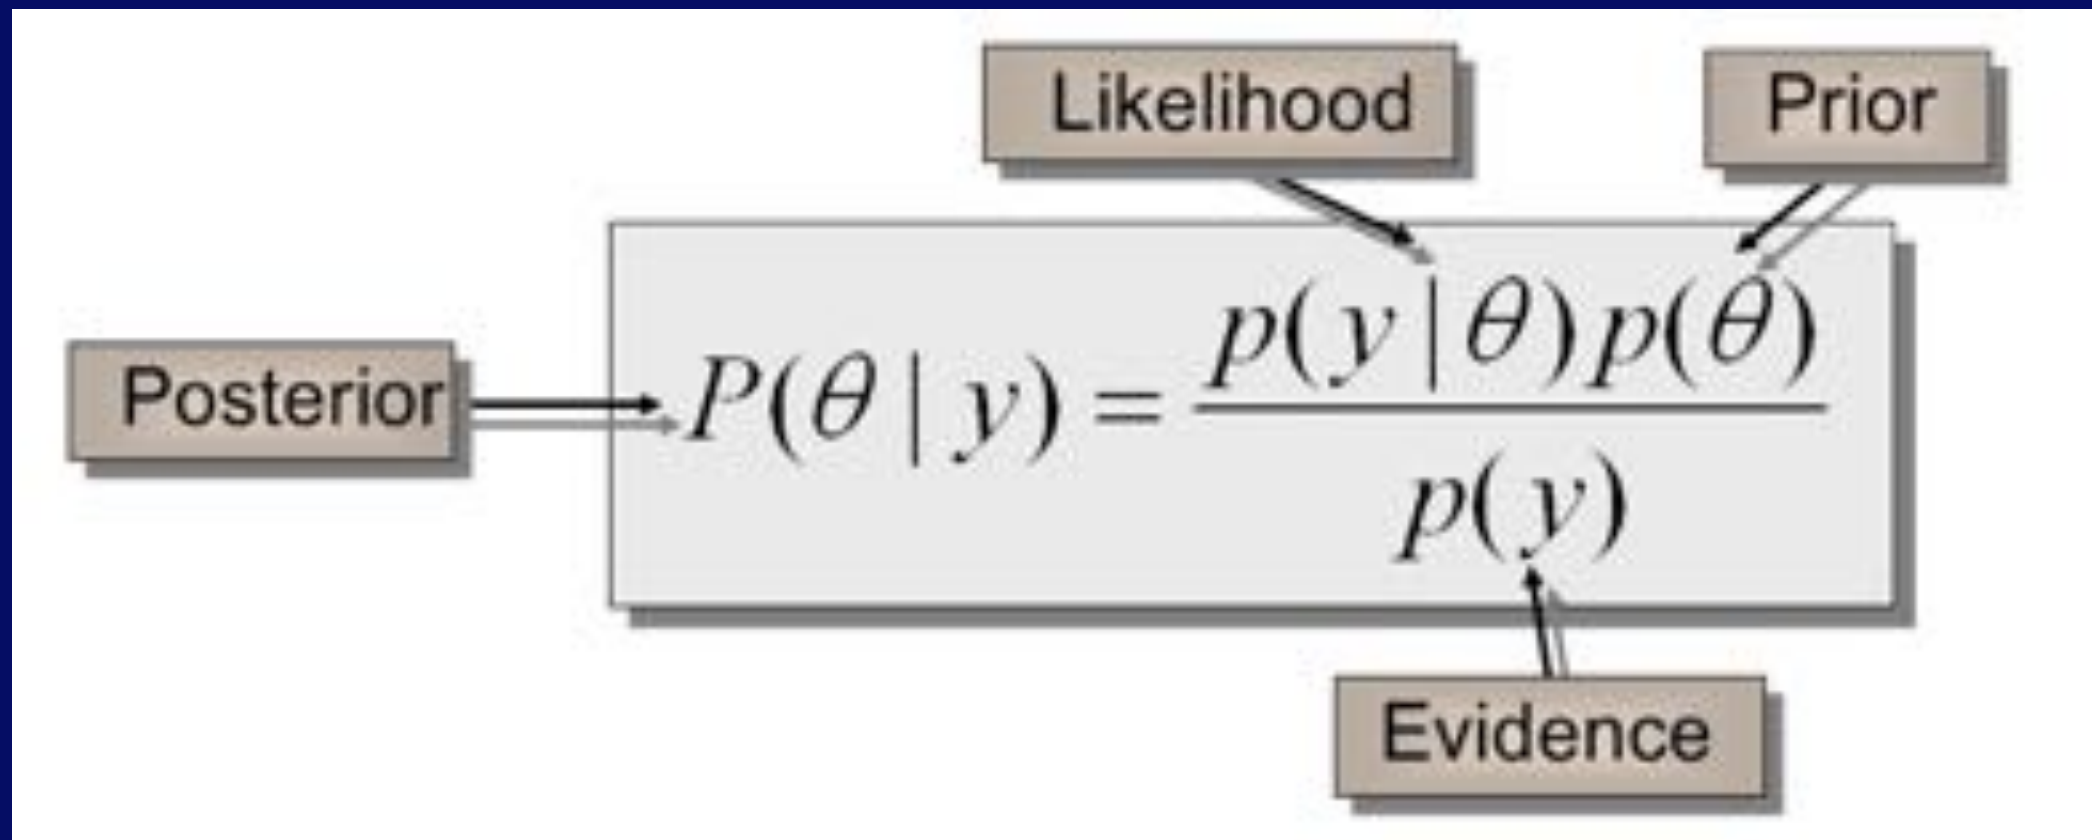 Likelihood
Prior
Posterior
P(θ | y) = p(y | θ) p(θ)
p(y)
Evidence